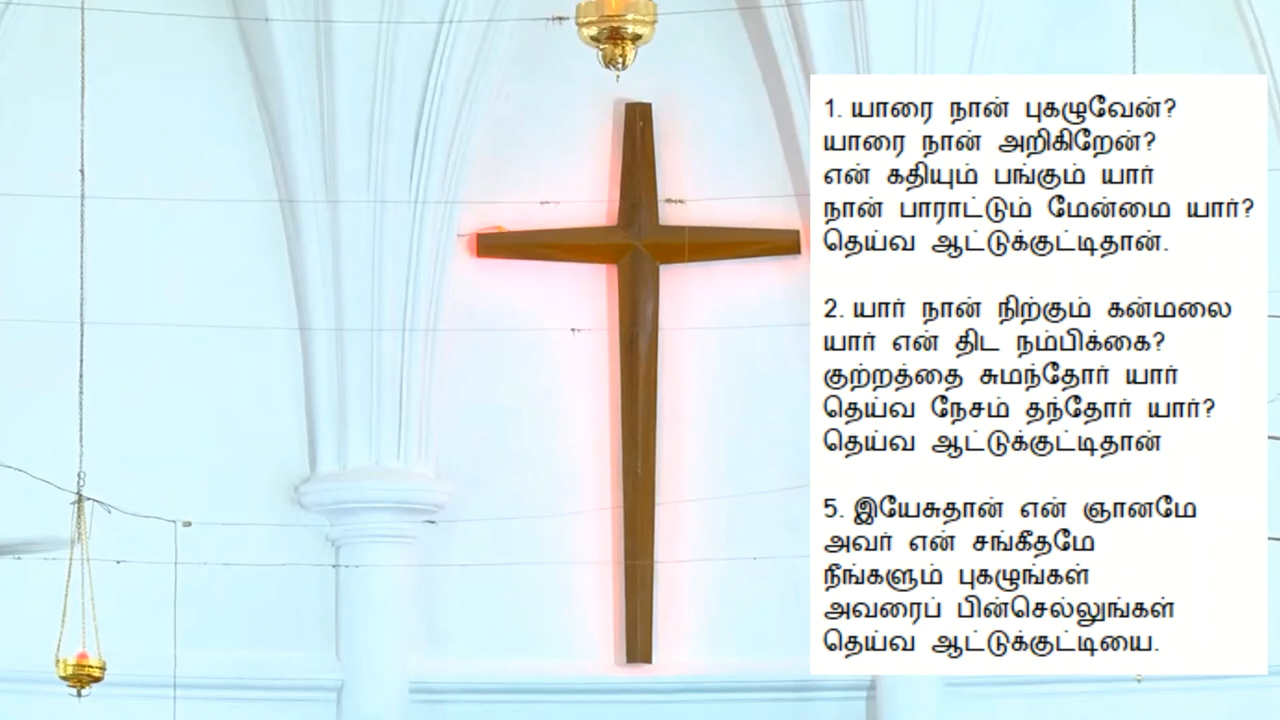 1. யாரை நான் புகழுவேன்?
யாரை நான் அறிகிறேன்?
என் கதியும் பங்கும் யார்
நான் பாராட்டும் மேன்மை யார்?
தெய்வ ஆட்டுக்குட்டிதான்.
2. யார் நான் நிற்கும் கன்மலை
யார் என் திட நம்பிக்கை?
குற்றத்தை சுமந்தோர் யார்
தெய்வ நேசம் தந்தோர் யார்?
தெய்வ ஆட்டுக்குட்டிதான்
5. இயேசுதான் என் ஞானமே
அவர் என் சங்கீதமே
நீங்களும் புகழுங்கள்
அவரைப் பின்செல்லுங்கள்
தெய்வ ஆட்டுக்குட்டியை.